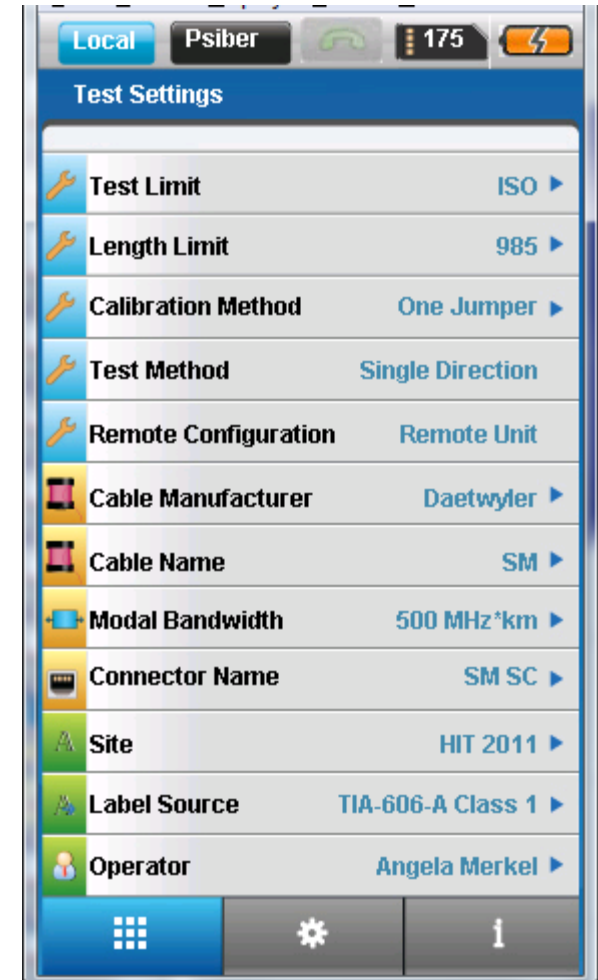 Local Psiber 175
Test Settings
Test Limit ISO
Length Limit 985
Calibration Method One Jumper
Test Method Single Direction
Remote Configuration Remote Unit
Cable Manufacturer Daetwyler
Cable Name SM
Modal Bandwidth 500 MHz*km
Connector Name SM SC
Site HIT 2011
Label Source TIA-606-A Class 1
Operator Angela Merkel
i